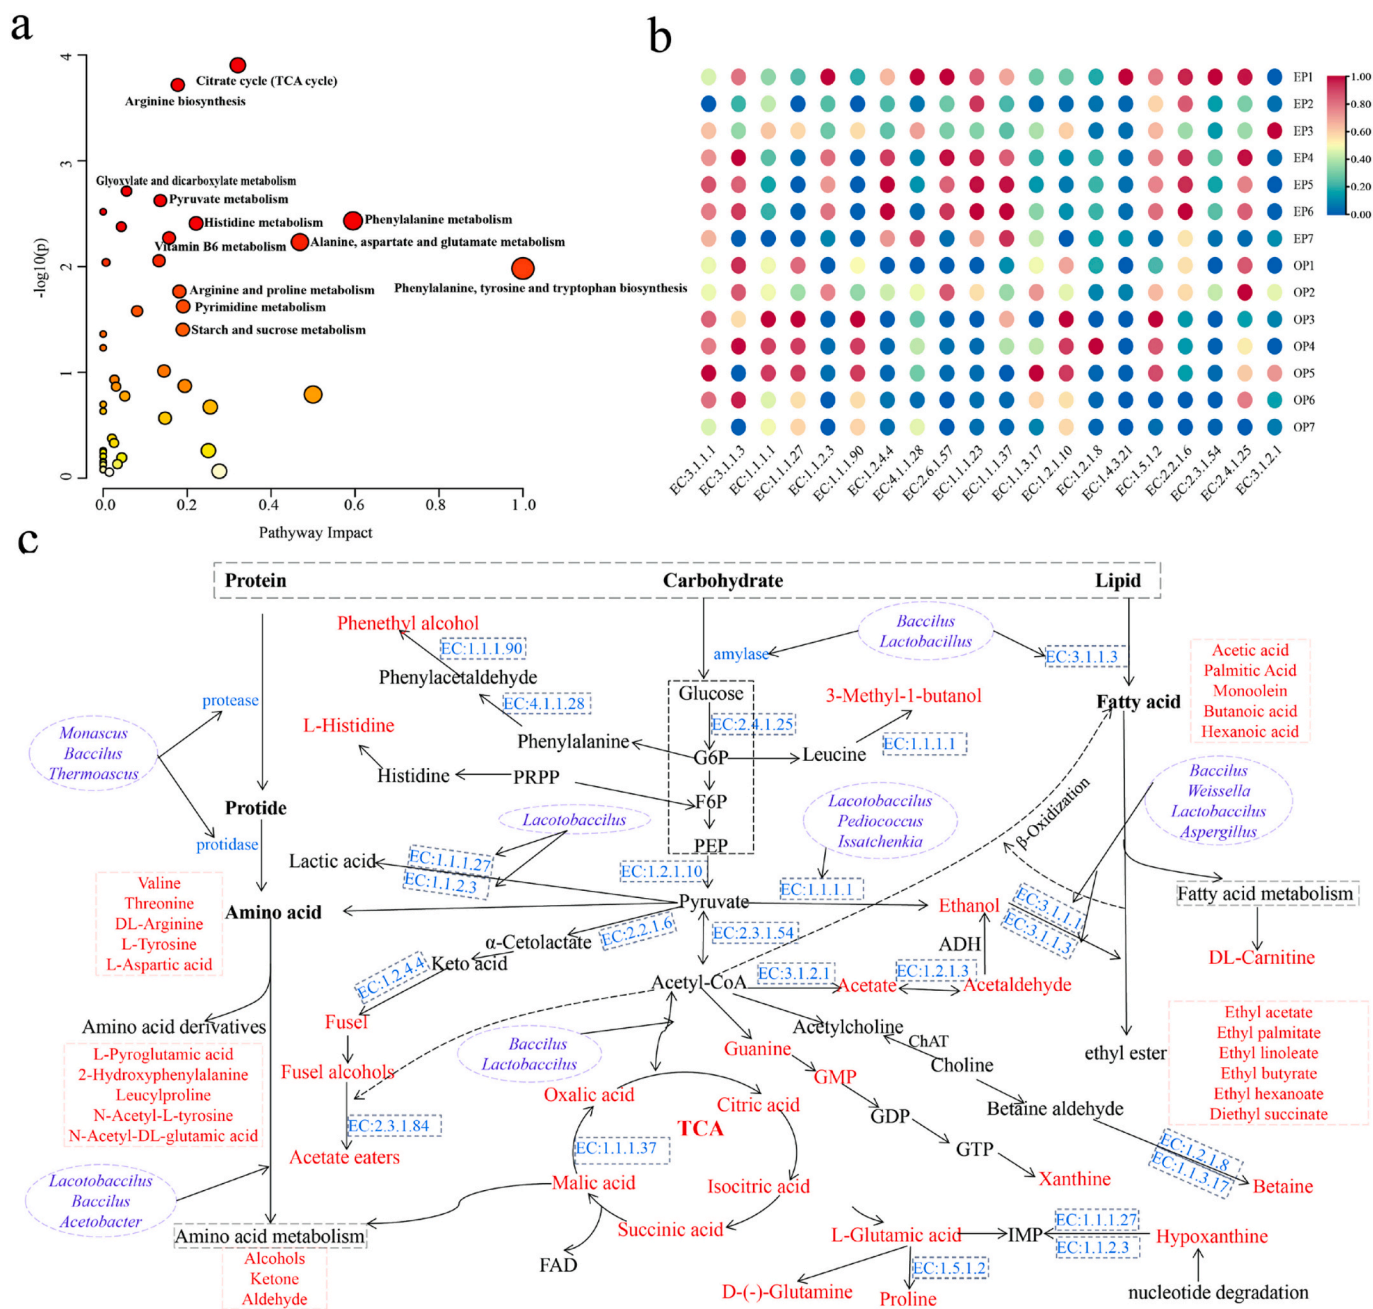 a
4
3
2
1
0
-log10(p)
Citrate cycle (TCA cycle)
Arginine biosynthesis
Glyoxylate and dicarboxylate metabolism
Pyruvate metabolism
Histidine metabolism
Phenylalanine metabolism
Vitamin B6 metabolism
Alanine, aspartate and glutamate metabolism
Phenylalanine, tyrosine and tryptophan biosynthesis
Arginine and proline metabolism
Pyrimidine metabolism
Starch and sucrose metabolism
0.0 0.2 0.4 0.6 0.8 1.0
Pathyway Impact
b
EP1
EP2
EP3
EP4
EP5
EP6
EP7
OP1
OP2
OP3
OP4
OP5
OP6
OP7
1.00
0.80
0.60
0.40
0.20
0.00
EC:3.1.1.1
EC:3.1.1.3
EC:1.1.1.1
EC:1.1.1.27
EC:1.1.2.3
EC:1.1.1.90
EC:1.2.4.4
EC:4.1.1.28
EC:2.6.1.57
EC:1.1.1.23
EC:1.1.1.37
EC:1.1.3.17
EC:1.2.1.10
EC:1.2.1.8
EC:1.4.3.21
EC:1.5.1.2
EC:2.2.1.6
EC:2.3.1.54
EC:2.4.1.25
EC:3.1.2.1
c
Protein Carbohydrate Lipid
Phenethyl alcohol
EC:1.1.1.90
Phenylacetaldehyde
EC:4.1.1.28
Phenylalanine
L-Histidine
Histidine
PRPP
amylase
Baccilus
Lactobacillus
EC:3.1.1.3
Glucose
EC:2.4.1.25
G6P
F6P
PEP
3-Methyl-1-butanol
Leucine
EC:1.1.1.1
Fatty acid
Acetic acid
Palmitic Acid
Monoolein
Butanoic acid
Hexanoic acid
protease
Monascus
Baccilus
Thermoascus
Protide
protidase
Lacotobaccilus
Lactic acid
EC:1.1.1.27
EC:1.1.2.3
EC:1.2.1.10
Lacotobaccilus
Pediococcus
Issatchenkia
EC:1.1.1.1
β-Oxidization
Baccilus
Weissella
Lactobaccilus
Aspergillus
Valine
Threonine
DL-Arginine
L-Tyrosine
L-Aspartic acid
Amino acid
Pyruvate
Ethanol
EC:3.1.1.1
EC:3.1.1.3
Fatty acid metabolism
DL-Carnitine
α-Cetolactate
EC:2.2.1.6
EC:2.3.1.54
ADH
Keto acid
EC:1.2.4.4
Acetyl-CoA
EC:3.1.2.1
Acetate
EC:1.2.1.3
Acetaldehyde
Amino acid derivatives
Fusel
Fusel alcohols
EC:2.3.1.84
Acetate eaters
L-Pyroglutamic acid
2-Hydroxyphenylalanine
Leucylproline
N-Acetyl-L-tyrosine
N-Acetyl-DL-glutamic acid
Baccilus
Lactobaccilus
Guanine
GMP
GDP
GTP
Xanthine
Acetylcholine
ChAT
Choline
Betaine aldehyde
EC:1.2.1.8
EC:1.1.3.17
Betaine
ethyl ester
Ethyl acetate
Ethyl palmitate
Ethyl linoleate
Ethyl butyrate
Ethyl hexanoate
Diethyl succinate
Oxalic acid
Citric acid
TCA
EC:1.1.1.37
Malic acid
Isocitric acid
Succinic acid
FAD
Lacotobaccilus
Baccilus
Acetobacter
Amino acid metabolism
Alcohols
Ketone
Aldehyde
L-Glutamic acid
IMP
EC:1.1.1.27
EC:1.1.2.3
Hypoxanthine
EC:1.5.1.2
D-(-)-Glutamine
Proline
nucleotide degradation